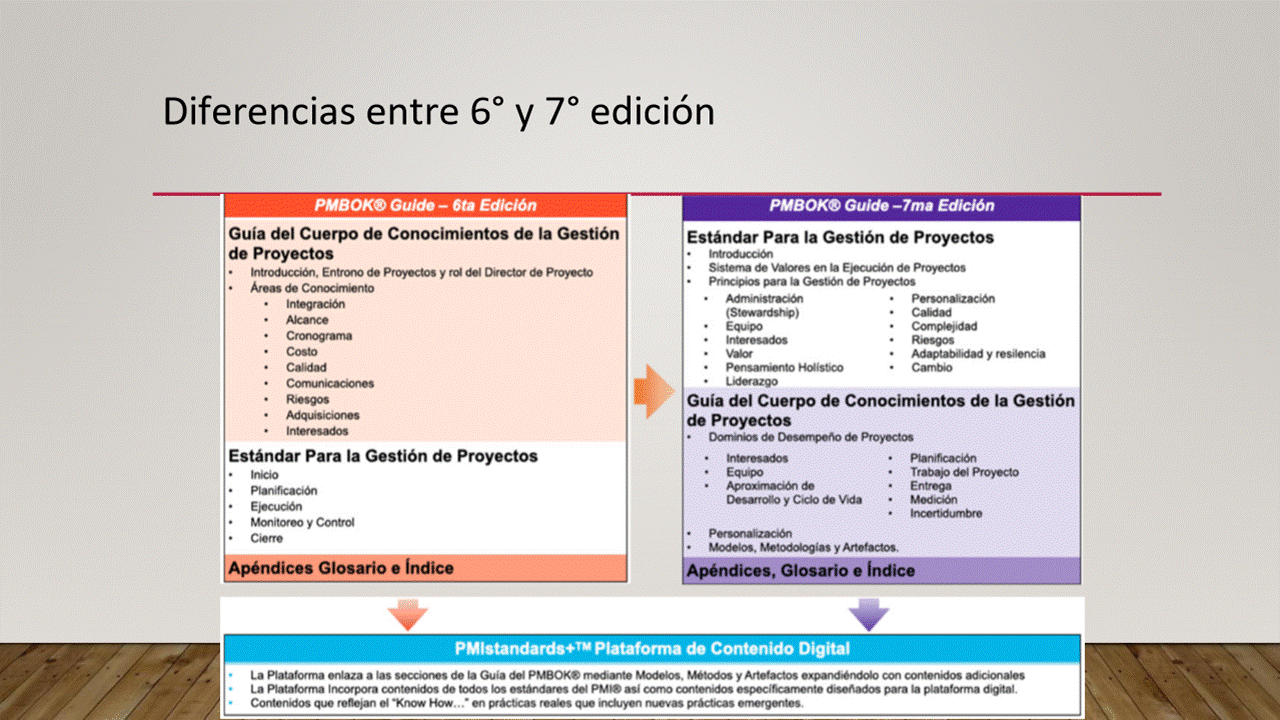 Diferencias entre 6° y 7° edición
PMBOK® Guide – 6ta Edición
Guía del Cuerpo de Conocimientos de la Gestión
de Proyectos
• Introducción, Entrono de Proyectos y rol del Director de Proyecto
• Áreas de Conocimiento
• Integración
• Alcance
• Cronograma
• Costo
• Calidad
• Comunicaciones
• Riesgos
• Adquisiciones
• Interesados
Estándar Para la Gestión de Proyectos
• Inicio
• Planificación
• Ejecución
• Monitoreo y Control
• Cierre
Apéndices Glosario e Índice
PMBOK® Guide –7ma Edición
Estándar Para la Gestión de Proyectos
• Introducción
• Sistema de Valores en la Ejecución de Proyectos
• Principios para la Gestión de Proyectos
• Administración
(Stewardship)
• Equipo
• Interesados
• Valor
• Pensamiento Holístico
• Liderazgo
• Personalización
• Calidad
• Complejidad
• Riesgos
• Adaptabilidad y resilencia
• Cambio
Guía del Cuerpo de Conocimientos de la Gestión
de Proyectos
• Dominios de Desempeño de Proyectos
• Interesados
• Equipo
• Aproximación de
Desarrollo y Ciclo de Vida
• Planificación
• Trabajo del Proyecto
• Entrega
• Medición
• Incertidumbre
• Personalización
• Modelos, Metodologías y Artefactos.
Apéndices, Glosario e Índice
PMIstandards+™ Plataforma de Contenido Digital
• La Plataforma enlaza a las secciones de la Guía del PMBOK® mediante Modelos, Métodos y Artefactos expandiéndolo con contenidos adicionales
• La Plataforma Incorpora contenidos de todos los estándares del PMI® así como contenidos específicamente diseñados para la plataforma digital.
• Contenidos que reflejan el "Know How…" en prácticas reales que incluyen nuevas prácticas emergentes.